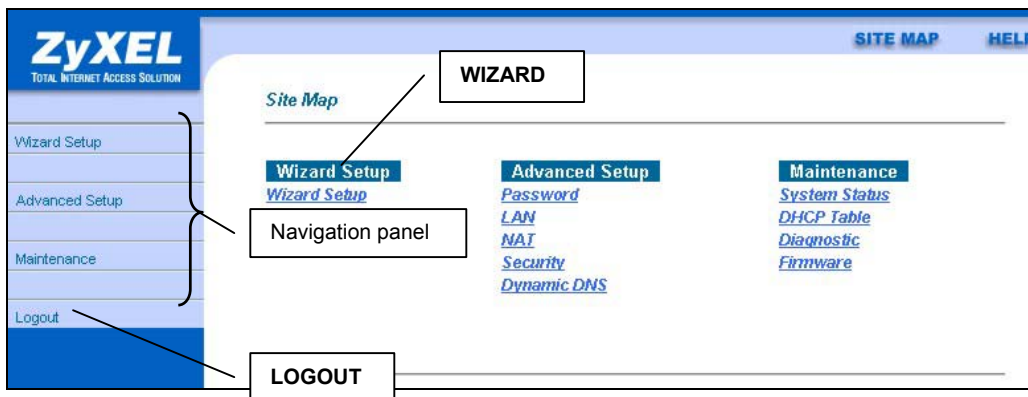 ZyXEL
TOTAL INTERNET ACCESS SOLUTION
SITE MAP
HELP
WIZARD
Site Map
Wizard Setup
Advanced Setup
Maintenance
Logout
Navigation panel
LOGOUT
Wizard Setup
Wizard Setup
Advanced Setup
Password
LAN
NAT
Security
Dynamic DNS
Maintenance
System Status
DHCP Table
Diagnostic
Firmware